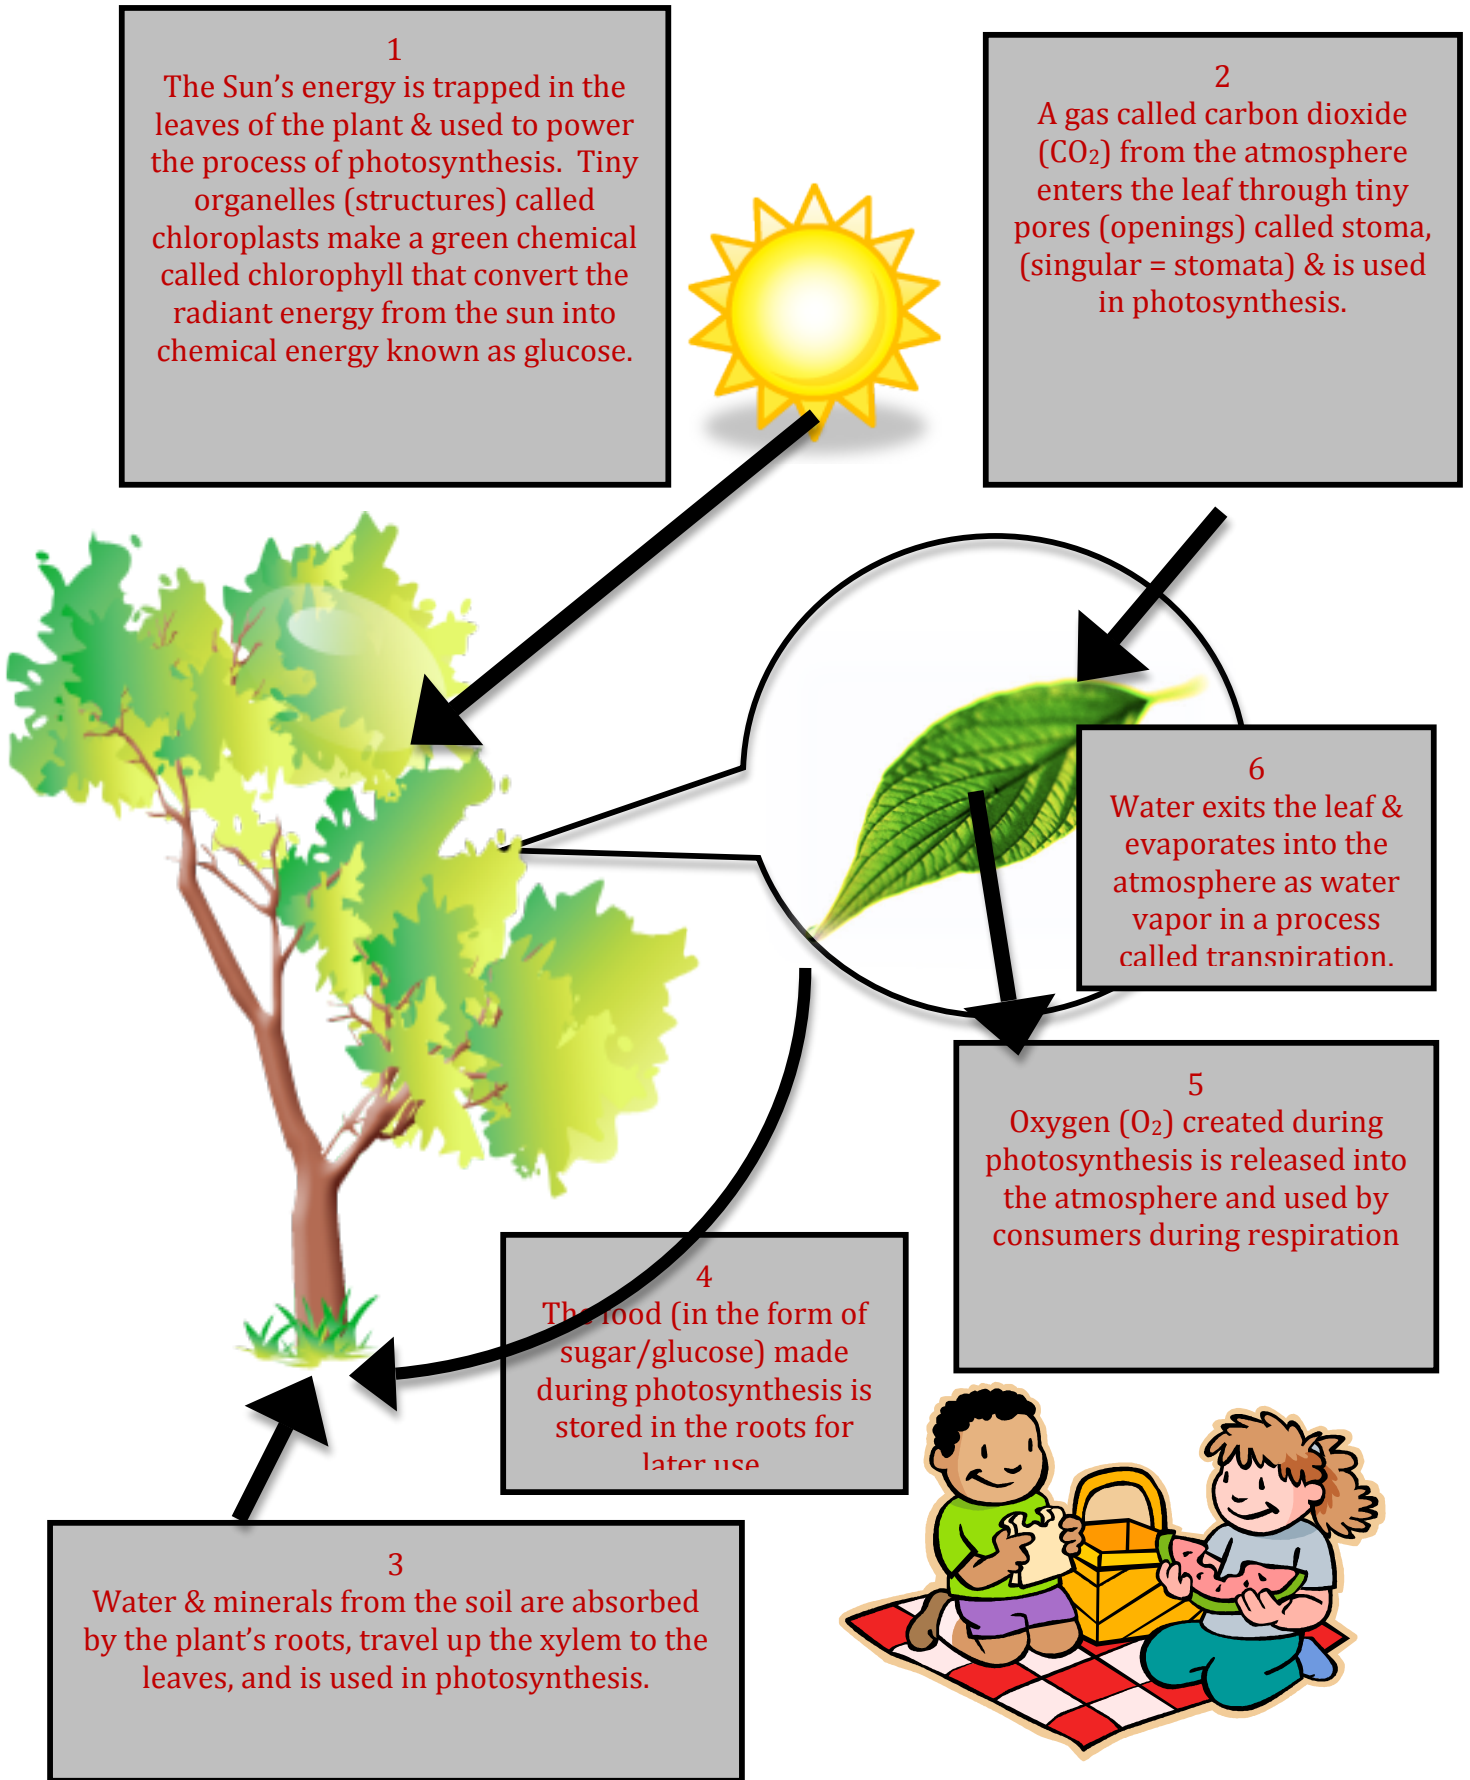 1
The Sun’s energy is trapped in the
leaves of the plant & used to power
the process of photosynthesis. Tiny
organelles (structures) called
chloroplasts make a green chemical
called chlorophyll that convert the
radiant energy from the sun into
chemical energy known as glucose.
2
A gas called carbon dioxide
(CO₂) from the atmosphere
enters the leaf through tiny
pores (openings) called stoma,
(singular = stomata) & is used
in photosynthesis.
6
Water exits the leaf &
evaporates into the
atmosphere as water
vapor in a process
called transpiration.
5
Oxygen (O₂) created during
photosynthesis is released into
the atmosphere and used by
consumers during respiration
4
The food (in the form of
sugar/glucose) made
during photosynthesis is
stored in the roots for
later use
3
Water & minerals from the soil are absorbed
by the plant’s roots, travel up the xylem to the
leaves, and is used in photosynthesis.